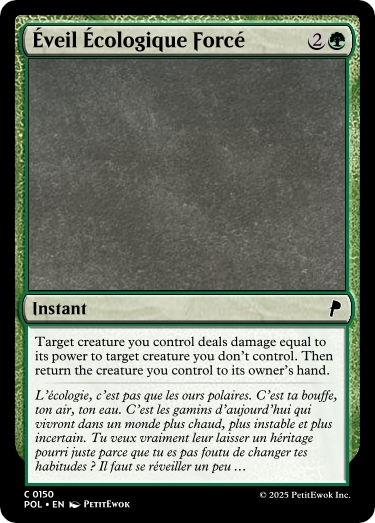 Éveil Écologique Forcé 2
Instant
Target creature you control deals damage equal to
its power to target creature you don't control. Then
return the creature you control to its owner's hand.
L'écologie, c'est pas que les ours polaires. C'est ta bouffe,
ton air, ton eau. C'est les gamins d'aujourd'hui qui
vivront dans un monde plus chaud, plus instable et plus
incertain. Tu veux vraiment leur laisser un héritage
pourri juste parce que tu es pas foutu de changer tes
habitudes ? Il faut se réveiller un peu …
C 0150
POL • EN PetitEwok
© 2025 PetitEwok Inc.